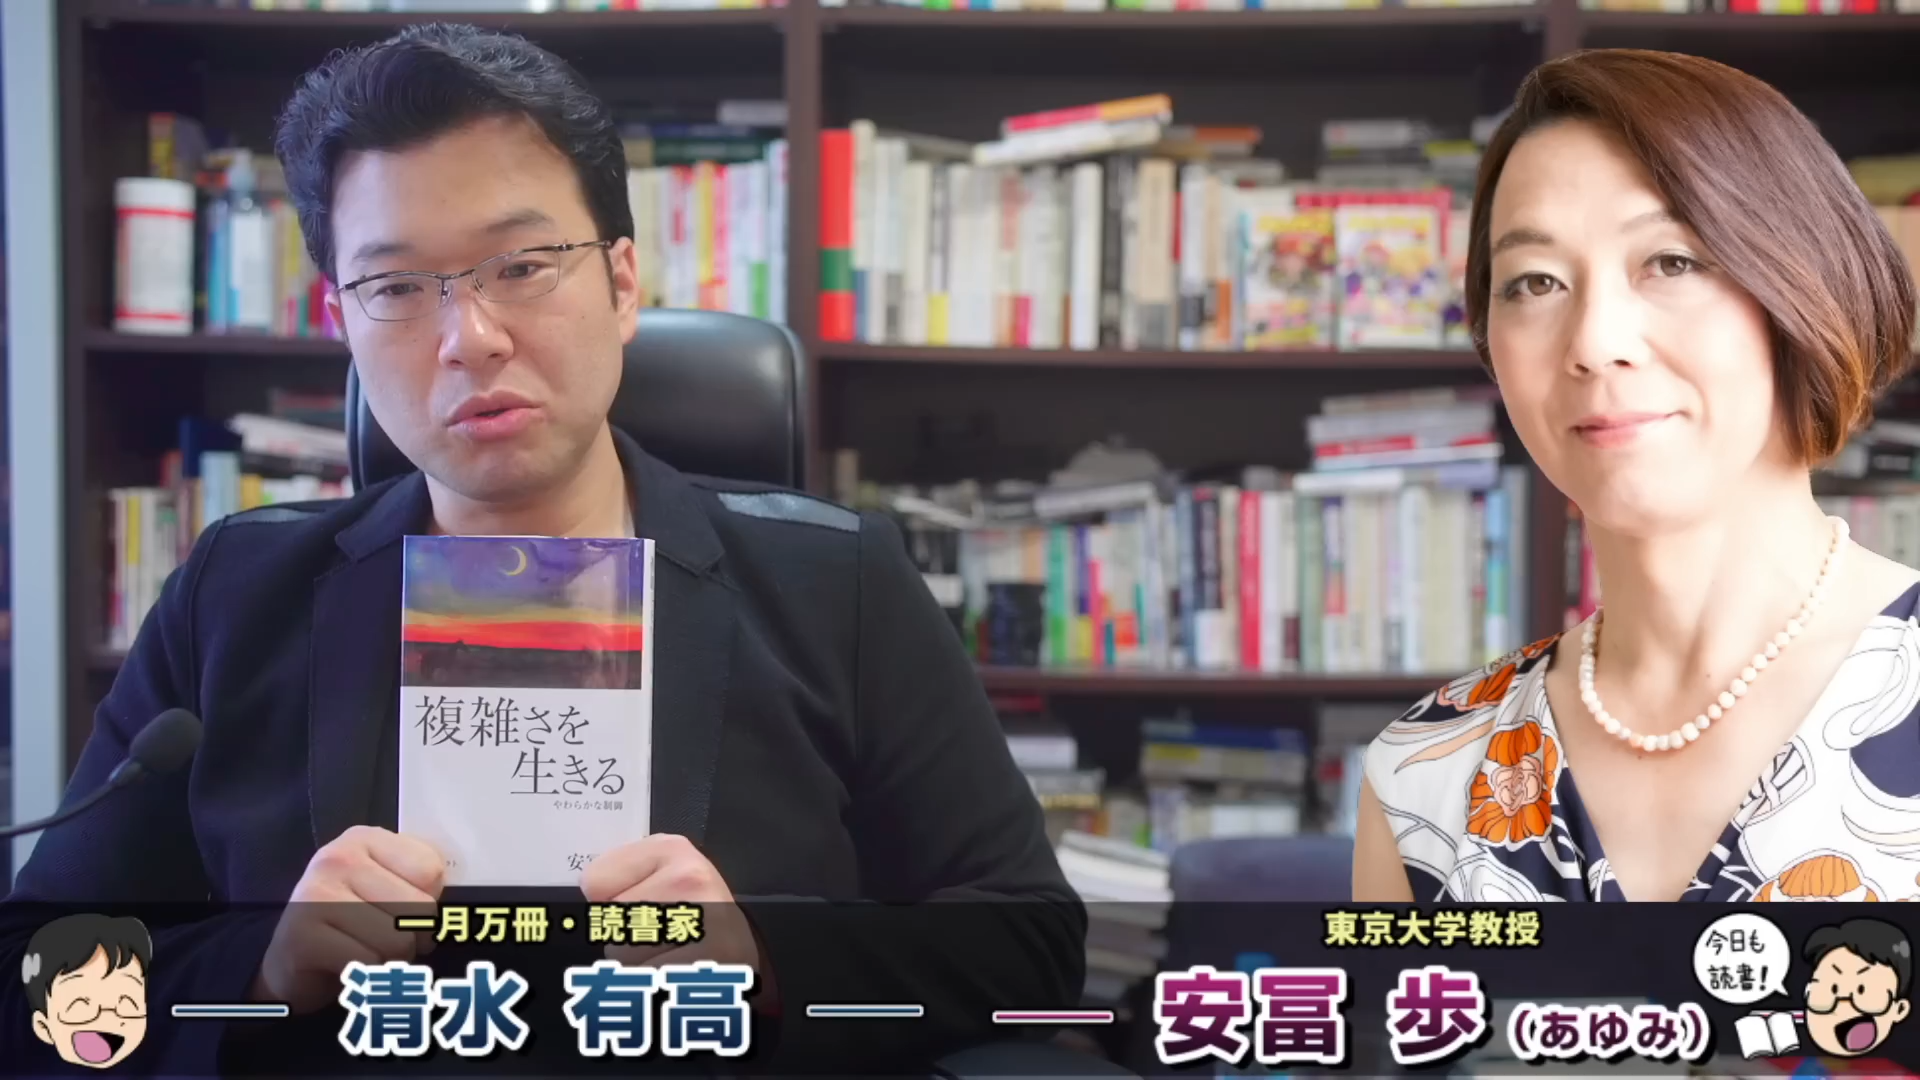 複雑さを
生きる
やわらかな制御
安冨
一月万冊・読書家
清水 有高
東京大学教授
安冨 歩 (あゆみ)
今日も
読書!